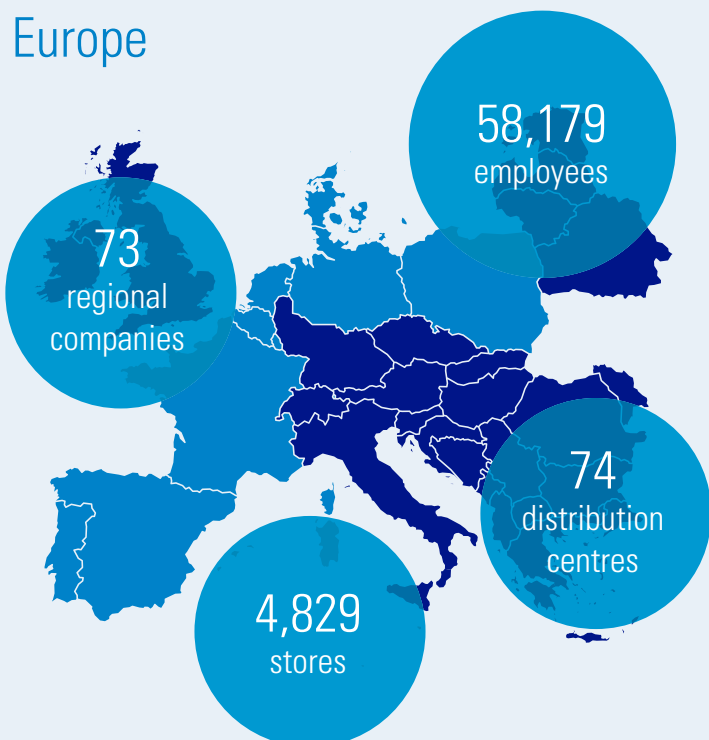 Europe
58,179
employees
73
regional
companies
74
distribution
centres
4,829
stores